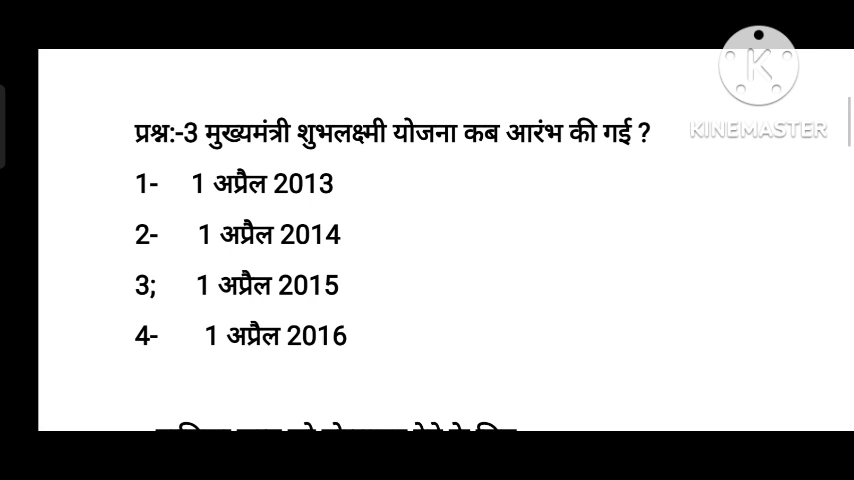 प्रश्न:-3 मुख्यमंत्री शुभलक्ष्मी योजना कब आरंभ की गई ?
KINEMASTER
1- 1 अप्रैल 2013
2- 1 अप्रैल 2014
3; 1 अप्रैल 2015
4- 1 अप्रैल 2016